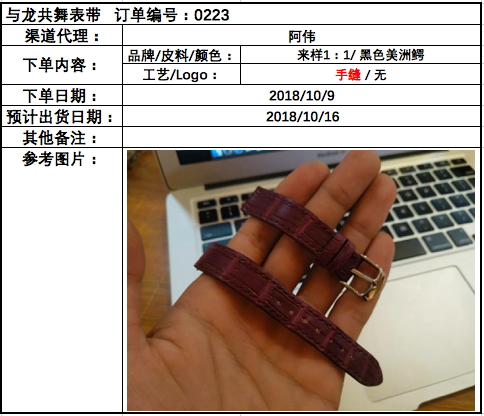 与龙共舞表带 订单编号：0223
渠道代理： 阿伟
下单内容： 品牌/皮料/颜色： 来样1：1/ 黑色美洲鳄
工艺/Logo： 手缝 / 无
下单日期： 2018/10/9
预计出货日期： 2018/10/16
其他备注：
参考图片：